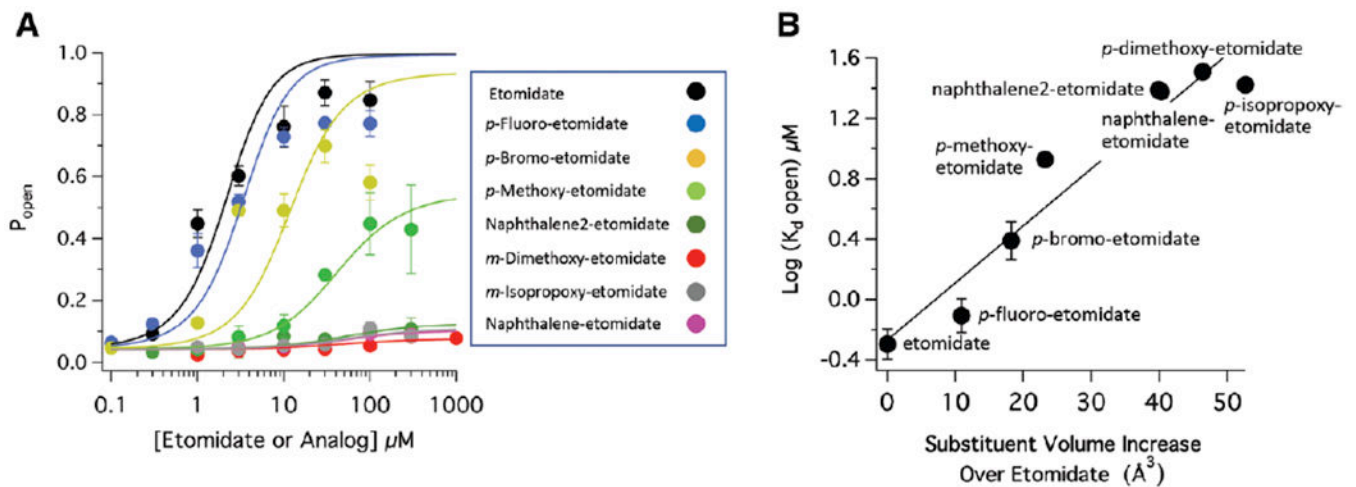 A
1.0
0.8
0.6
0.4
0.2
0.0
P open
0.1
1
10
100
1000
[Etomidate or Analog] µM
Etomidate
p-Fluoro-etomidate
p-Bromo-etomidate
p-Methoxy-etomidate
Naphthalene2-etomidate
m-Dimethoxy-etomidate
m-Isopropoxy-etomidate
Naphthalene-etomidate
B
1.6
1.2
0.8
0.4
0.0
-0.4
Log (Kd open) µM
p-dimethoxy-etomidate
naphthalene2-etomidate
naphthalene-
etomidate
p-isopropoxy-
etomidate
p-methoxy-
etomidate
p-bromo-etomidate
p-fluoro-etomidate
etomidate
0
10
20
30
40
50
Substituent Volume Increase
Over Etomidate (Å³)